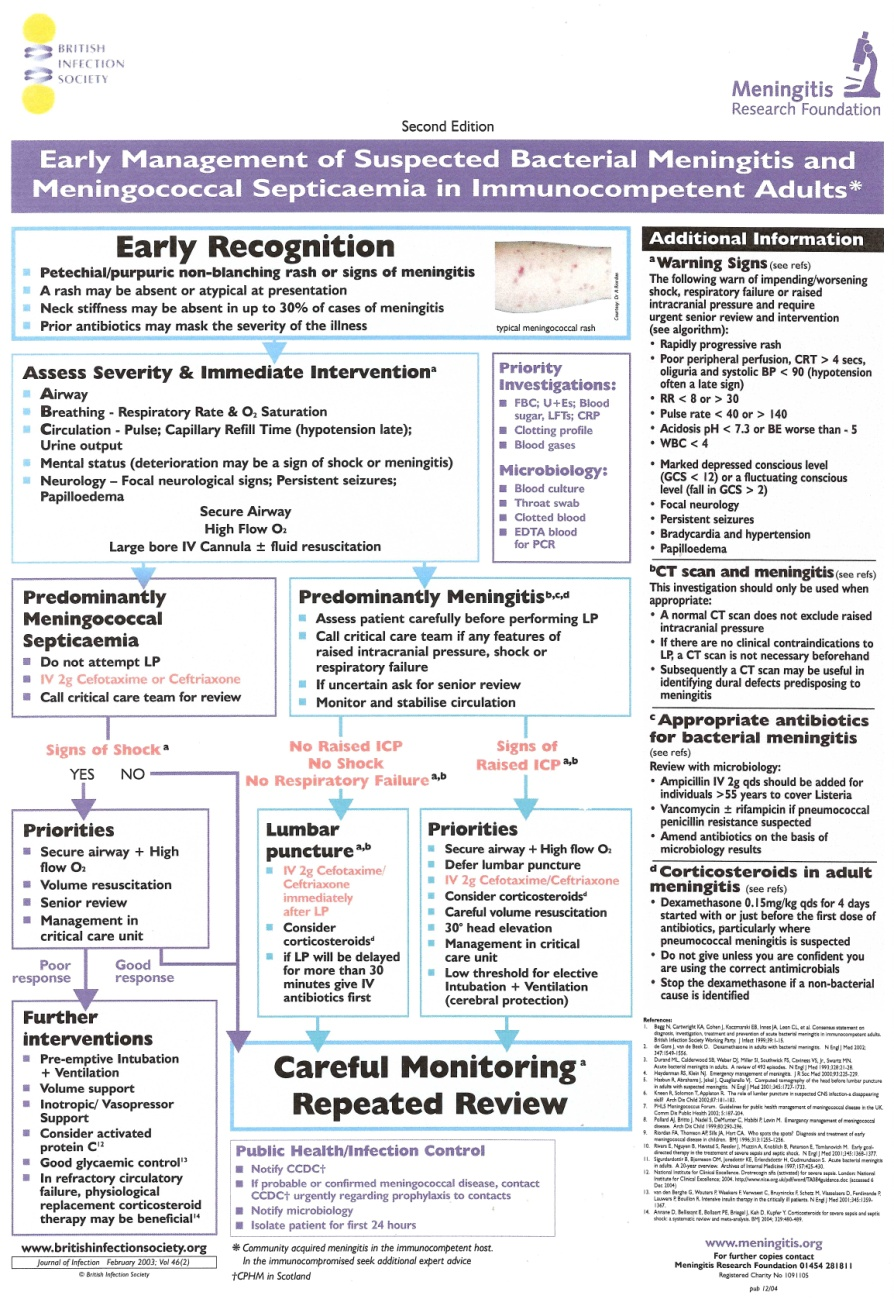 BRITISH
INFECTION
SOCIETY
Meningitis
Research Foundation
Second Edition
Early Management of Suspected Bacterial Meningitis and
Meningococcal Septicaemia in Immunocompetent Adults*
Early Recognition
Petechial/purpuric non-blanching rash or signs of meningitis
A rash may be absent or atypical at presentation
Neck stiffness may be absent in up to 30% of cases of meningitis
Prior antibiotics may mask the severity of the illness
typical meningococcal rash
Assess Severity & Immediate Interventionᵃ
Airway
Breathing - Respiratory Rate & O₂ Saturation
Circulation - Pulse; Capillary Refill Time (hypotension late);
Urine output
Mental status (deterioration may be a sign of shock or meningitis)
Neurology – Focal neurological signs; Persistent seizures;
Papilloedema
Secure Airway
High Flow O₂
Large bore IV Cannula ± fluid resuscitation
Priority
Investigations:
FBC; U+Es; Blood
sugar, LFTs; CRP
Clotting profile
Blood gases
Microbiology:
Blood culture
Throat swab
Clotted blood
EDTA blood
for PCR
Predominantly
Meningococcal
Septicaemia
Do not attempt LP
IV 2g Cefotaxime or Ceftriaxone
Call critical care team for review
Predominantly Meningitisᵇ,ᶜ,ᵈ
Assess patient carefully before performing LP
Call critical care team if any features of
raised intracranial pressure, shock or
respiratory failure
If uncertain ask for senior review
Monitor and stabilise circulation
Signs of Shock ᵃ
YES NO
No Raised ICP
No Shock
No Respiratory Failure ᵃ,ᵇ
Signs of
Raised ICP ᵃ,ᵇ
Priorities
Secure airway + High
flow O₂
Volume resuscitation
Senior review
Management in
critical care unit
Poor
response
Good
response
Lumbar
punctureᵃ,ᵇ
IV 2g Cefotaxime/
Ceftriaxone
immediately
after LP
Consider
corticosteroidsᵈ
if LP will be delayed
for more than 30
minutes give IV
antibiotics first
Priorities
Secure airway + High flow O₂
Defer lumbar puncture
IV 2g Cefotaxime/Ceftriaxone
Consider corticosteroidsᵈ
Careful volume resuscitation
30° head elevation
Management in critical
care unit
Low threshold for elective
Intubation + Ventilation
(cerebral protection)
Further
interventions
Pre-emptive Intubation
+ Ventilation
Volume support
Inotropic/ Vasopressor
Support
Consider activated
protein C¹²
Good glycaemic control¹³
In refractory circulatory
failure, physiological
replacement corticosteroid
therapy may be beneficial¹⁴
Careful Monitoring ᵃ
Repeated Review
Public Health/Infection Control
Notify CCDC†
If probable or confirmed meningococcal disease, contact
CCDC† urgently regarding prophylaxis to contacts
Notify microbiology
Isolate patient for first 24 hours
www.britishinfectionsociety.org
Journal of Infection February 2003; Vol 46(2)
© British Infection Society
* Community acquired meningitis in the immunocompetent host.
In the immunocompromised seek additional expert advice
†CPHM in Scotland
Additional Information
ᵃ Warning Signs (see refs)
The following warn of impending/worsening
shock, respiratory failure or raised
intracranial pressure and require
urgent senior review and intervention
(see algorithm):
• Rapidly progressive rash
• Poor peripheral perfusion, CRT > 4 secs,
oliguria and systolic BP < 90 (hypotension
often a late sign)
• RR < 8 or > 30
• Pulse rate < 40 or > 140
• Acidosis pH < 7.3 or BE worse than - 5
• WBC < 4
• Marked depressed conscious level
(GCS < 12) or a fluctuating conscious
level (fall in GCS > 2)
• Focal neurology
• Persistent seizures
• Bradycardia and hypertension
• Papilloedema
ᵇCT scan and meningitis (see refs)
This investigation should only be used when
appropriate:
• A normal CT scan does not exclude raised
intracranial pressure
• If there are no clinical contraindications to
LP, a CT scan is not necessary beforehand
• Subsequently a CT scan may be useful in
identifying dural defects predisposing to
meningitis
ᶜ Appropriate antibiotics
for bacterial meningitis
(see refs)
Review with microbiology:
• Ampicillin IV 2g qds should be added for
individuals >55 years to cover Listeria
• Vancomycin ± rifampicin if pneumococcal
penicillin resistance suspected
• Amend antibiotics on the basis of
microbiology results
ᵈ Corticosteroids in adult
meningitis (see refs)
• Dexamethasone 0.15mg/kg qds for 4 days
started with or just before the first dose of
antibiotics, particularly where
pneumococcal meningitis is suspected
• Do not give unless you are confident you
are using the correct antimicrobials
• Stop the dexamethasone if a non-bacterial
cause is identified
References:
www.meningitis.org
For further copies contact
Meningitis Research Foundation 01454 281811
Registered Charity No 1091105
pub 12/04